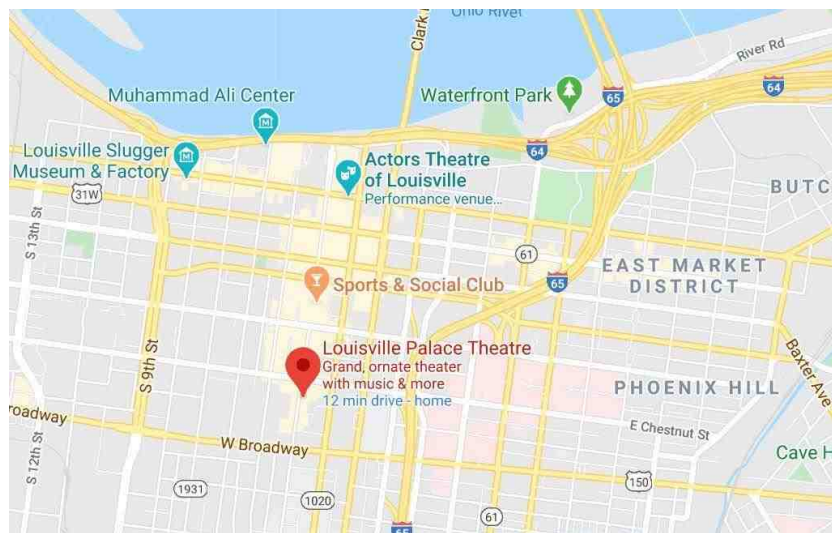 Ohio River
Clark
River Rd
65
64
Muhammad Ali Center
Waterfront Park
Louisville Slugger
Museum & Factory
64
Actors Theatre
of Louisville
Performance venue...
31W
BUTC
S 13th St
61
EAST MARKET
DISTRICT
65
Sports & Social Club
Louisville Palace Theatre
Grand, ornate theater
with music & more
12 min drive - home
S 9th St
Baxter Ave
PHOENIX HILL
roadway
E Chestnut St
W Broadway
S 12th St
Cave H
1931
1020
150
61
65